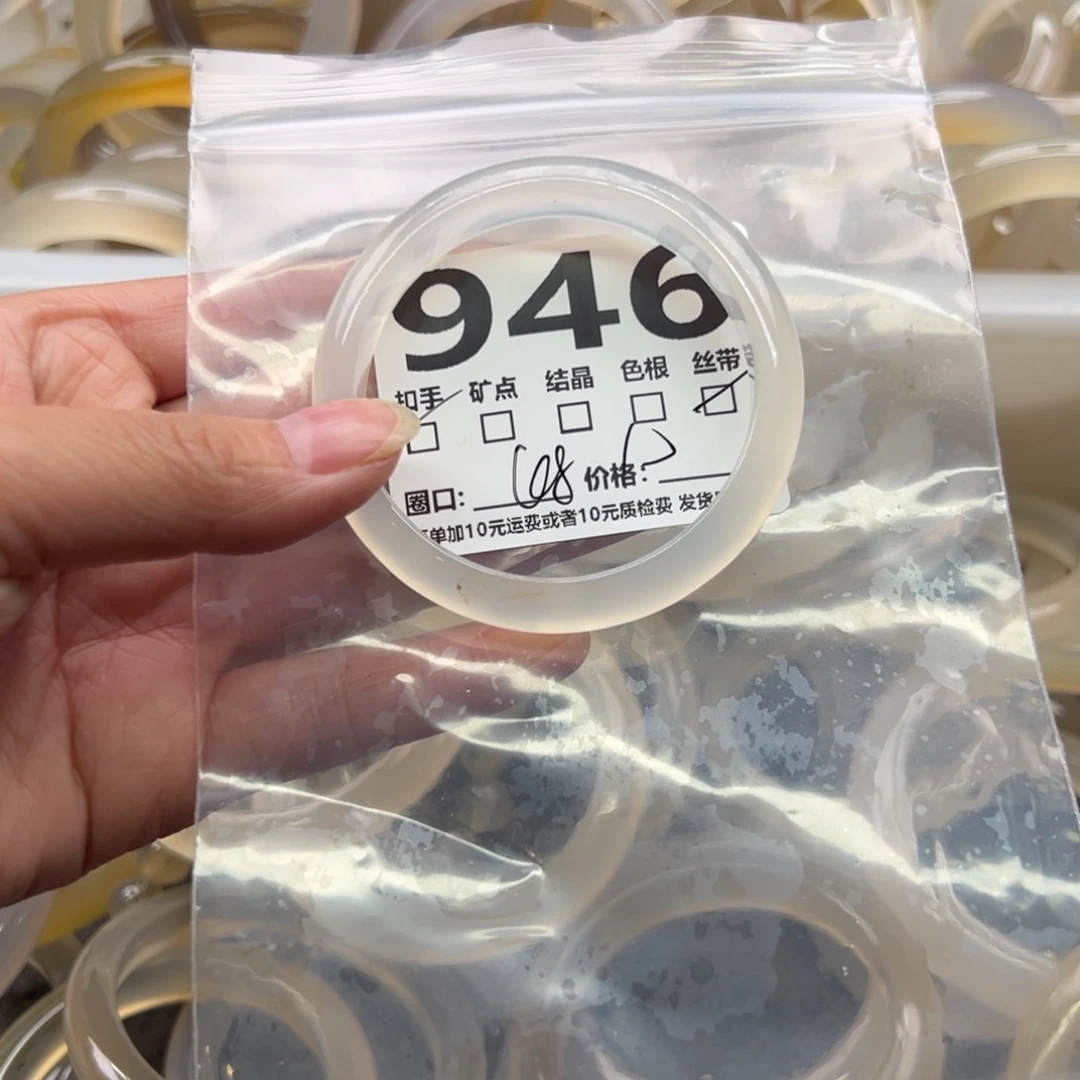 946
扣手 矿点 结晶 色根 丝带
圈口: 价格:
单加10元运费或者10元质检费 发货